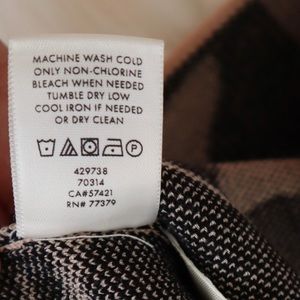 MACHINE WASH COLD
ONLY NON-CHLORINE
BLEACH WHEN NEEDED
TUMBLE DRY LOW
COOL IRON IF NEEDED
OR DRY CLEAN
429738
70314
CA#57421
RN# 77379